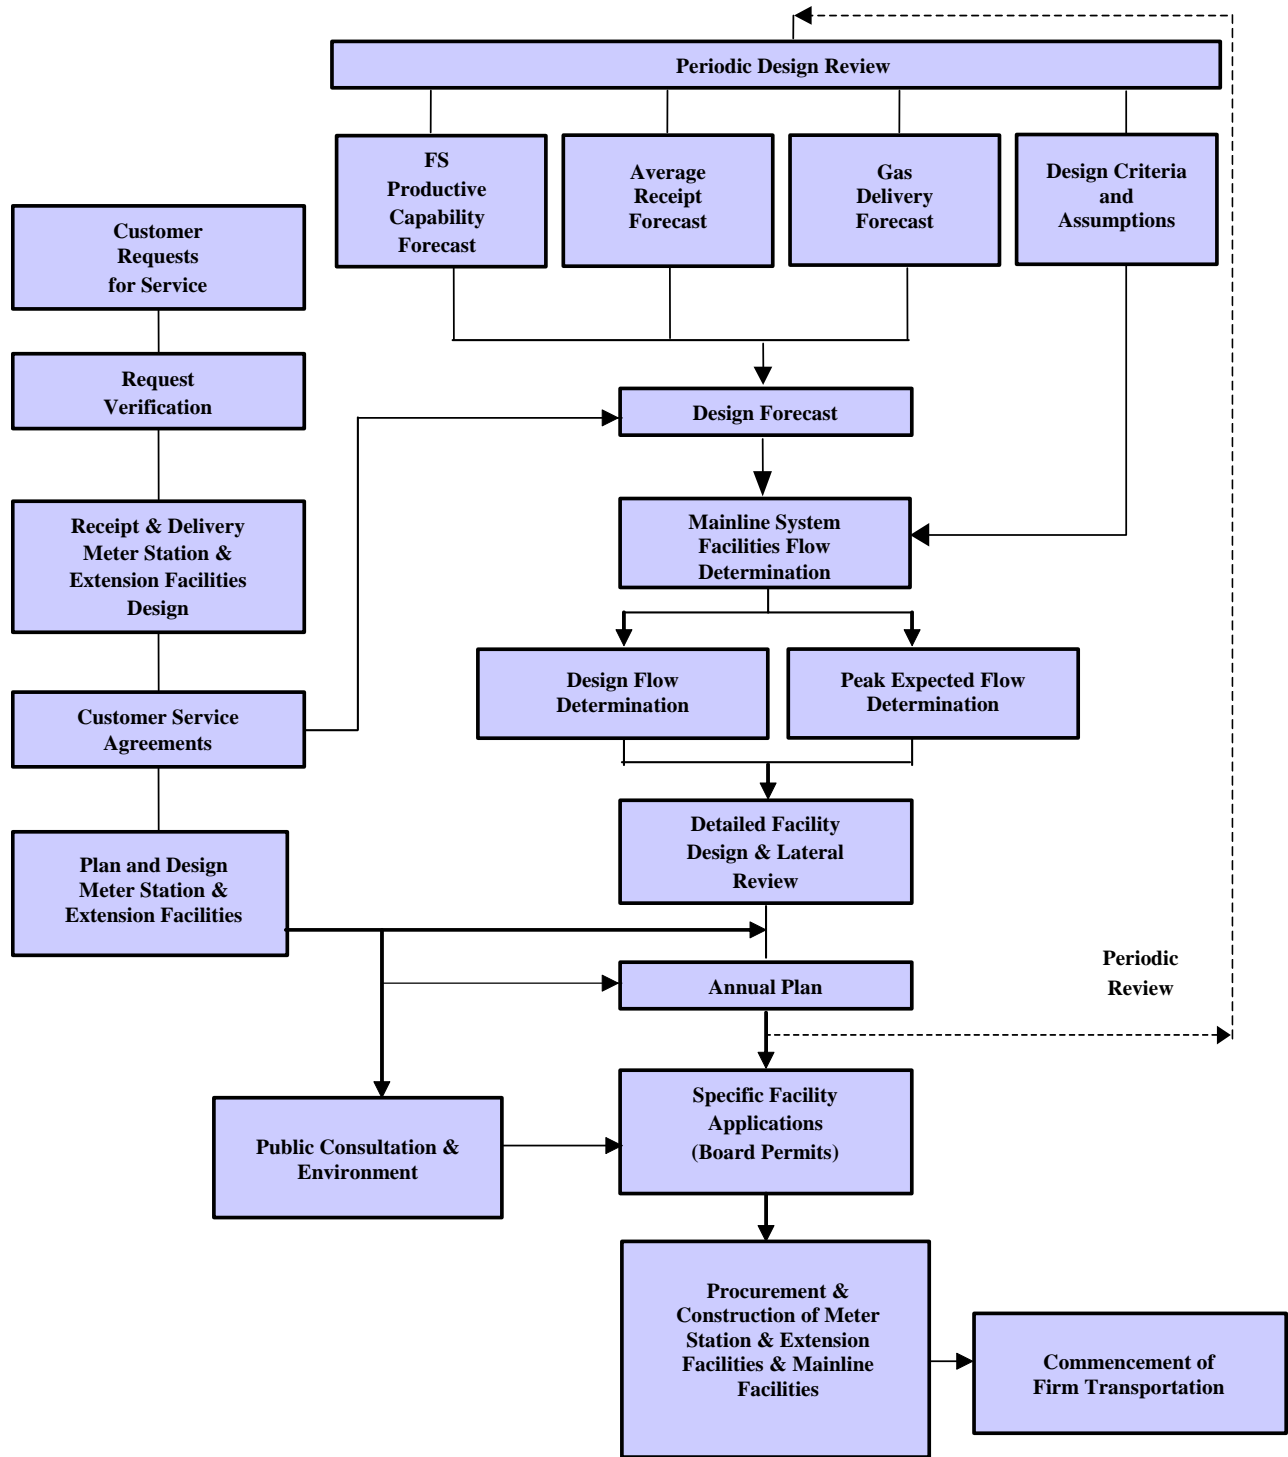 Periodic Design Review
FS
Productive
Capability
Forecast
Average
Receipt
Forecast
Gas
Delivery
Forecast
Design Criteria
and
Assumptions
Customer
Requests
for Service
Request
Verification
Receipt & Delivery
Meter Station &
Extension Facilities
Design
Customer Service
Agreements
Plan and Design
Meter Station &
Extension Facilities
Design Forecast
Mainline System
Facilities Flow
Determination
Design Flow
Determination
Peak Expected Flow
Determination
Detailed Facility
Design & Lateral
Review
Annual Plan
Periodic
Review
Public Consultation &
Environment
Specific Facility
Applications
(Board Permits)
Procurement &
Construction of Meter
Station & Extension
Facilities & Mainline
Facilities
Commencement of
Firm Transportation